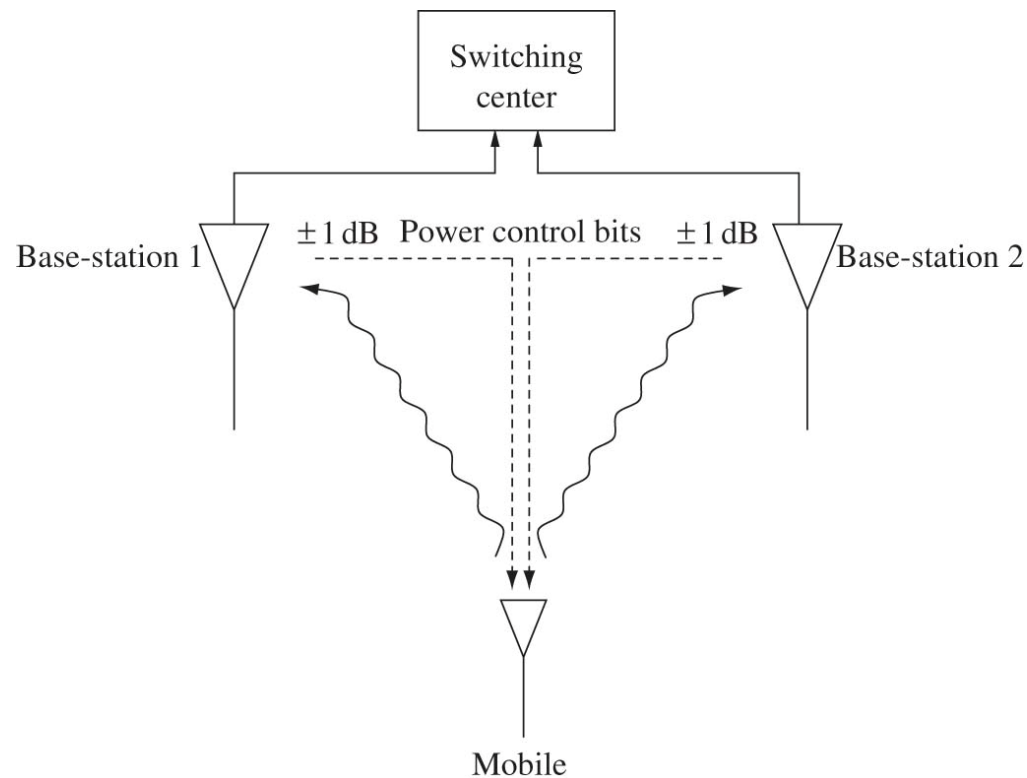 Switching
center
±1 dB Power control bits ±1 dB
Base-station 1
Base-station 2
Mobile